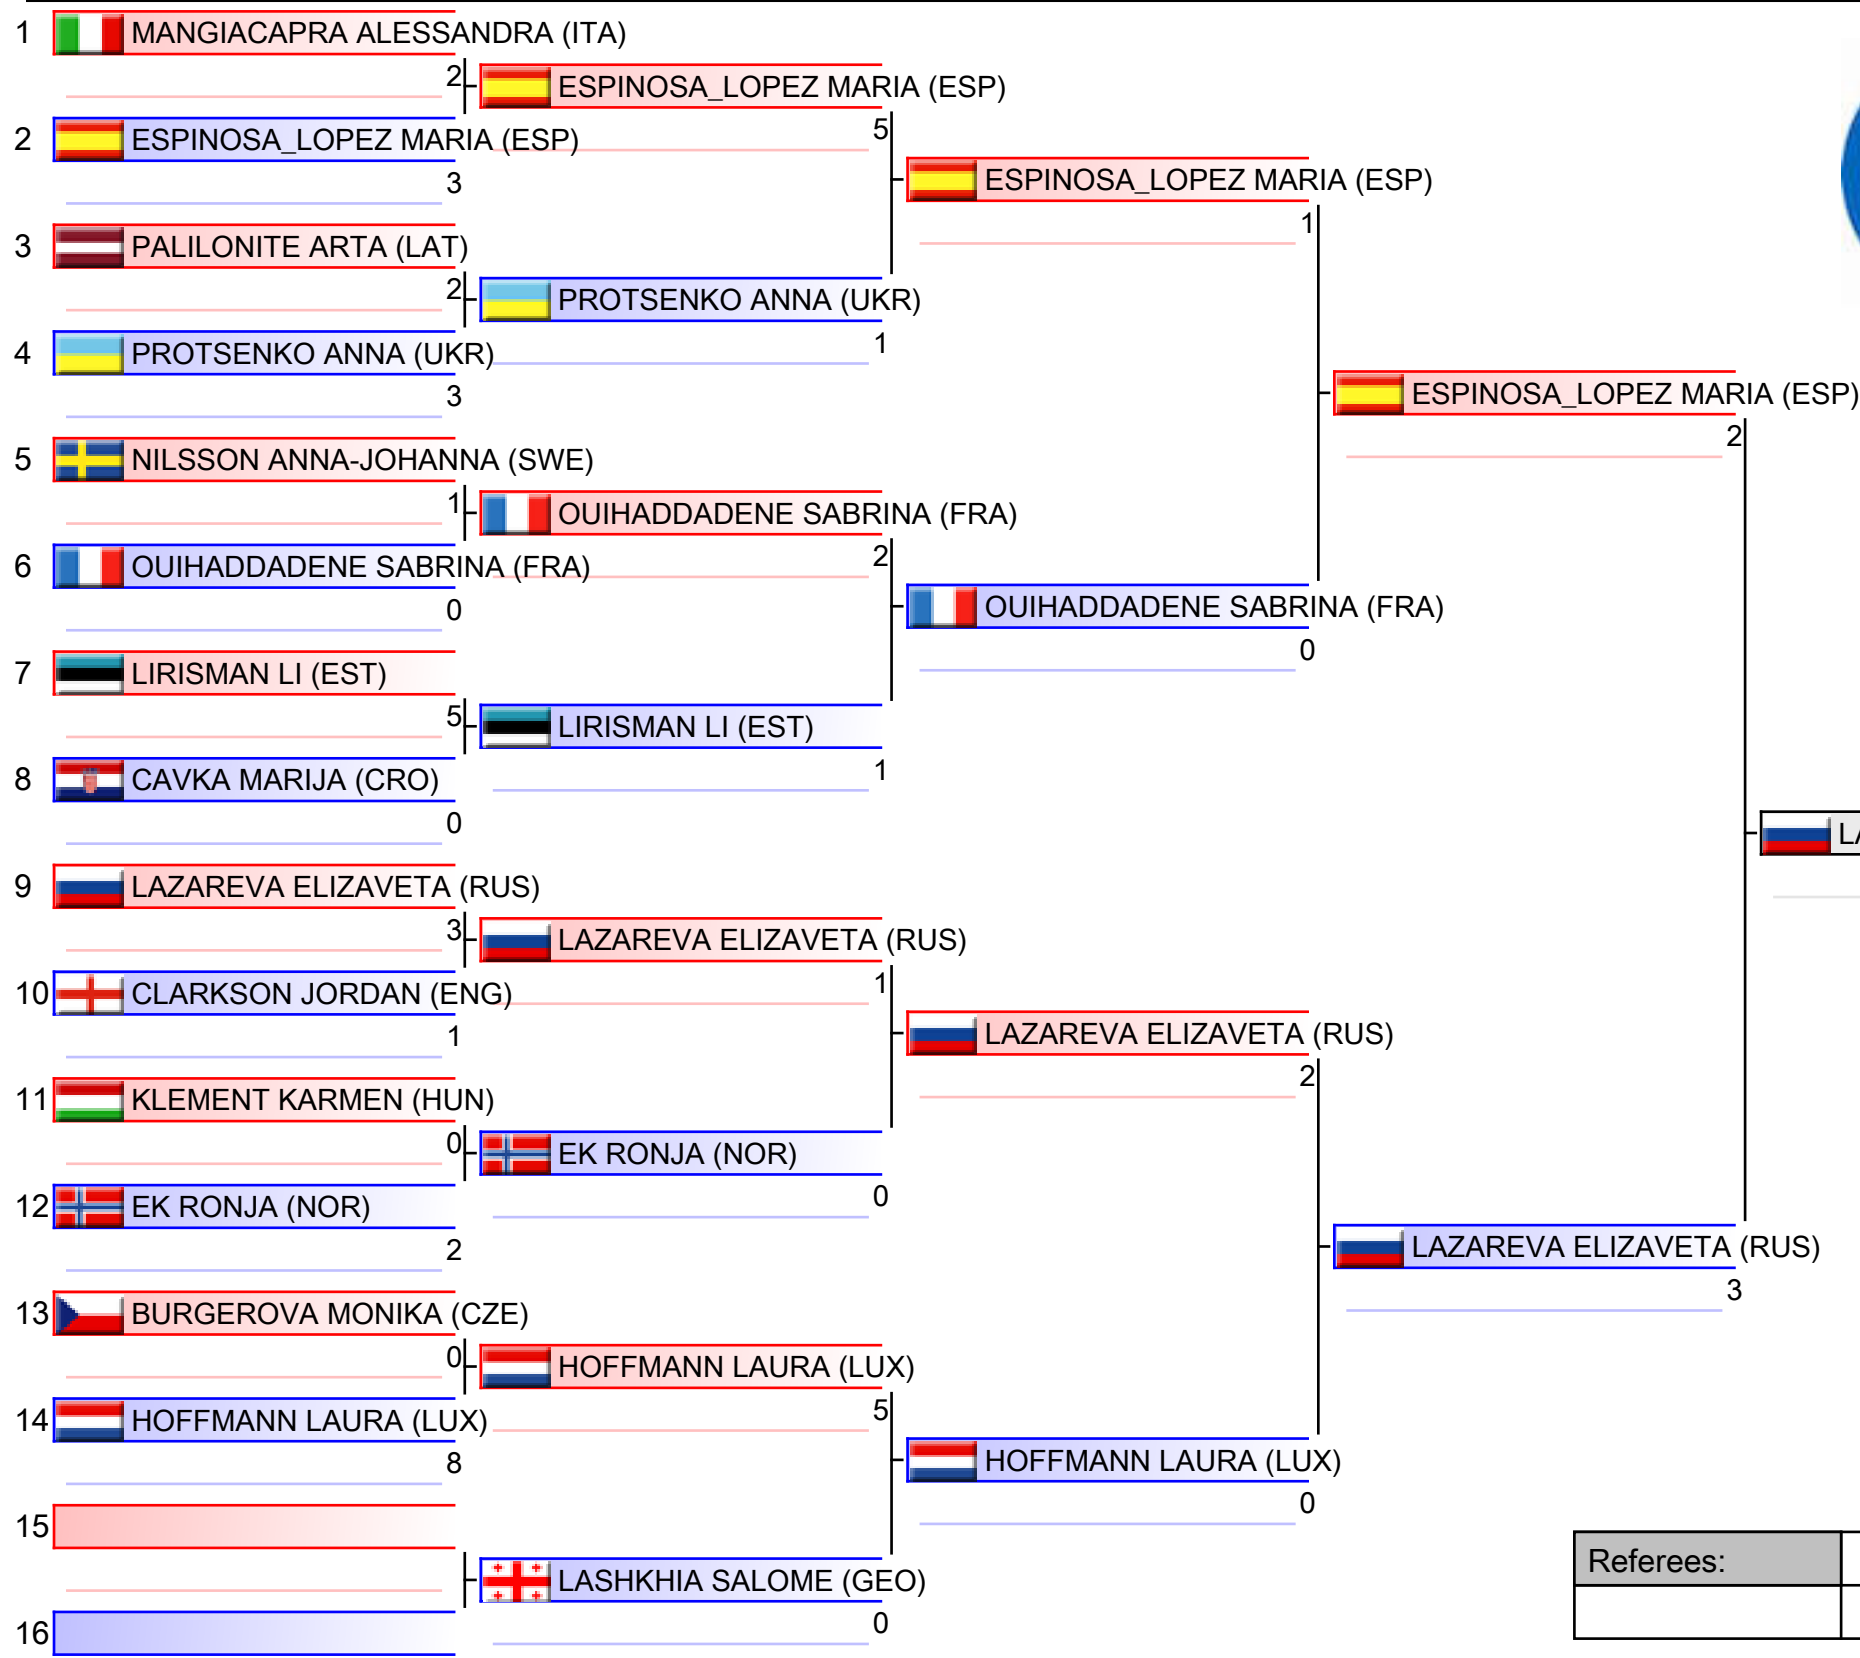 1 MANGIACAPRA ALESSANDRA (ITA)
2
2 ESPINOSA_LOPEZ MARIA (ESP)
3
3 PALILONITE ARTA (LAT)
2
4 PROTSENKO ANNA (UKR)
3
5 NILSSON ANNA-JOHANNA (SWE)
1
6 OUIHADDADENE SABRINA (FRA)
0
7 LIRISMAN LI (EST)
5
8 CAVKA MARIJA (CRO)
0
9 LAZAREVA ELIZAVETA (RUS)
3
10 CLARKSON JORDAN (ENG)
1
11 KLEMENT KARMEN (HUN)
0
12 EK RONJA (NOR)
2
13 BURGEROVA MONIKA (CZE)
0
14 HOFFMANN LAURA (LUX)
8
15
16
ESPINOSA_LOPEZ MARIA (ESP)
5
PROTSENKO ANNA (UKR)
1
OUIHADDADENE SABRINA (FRA)
2
LIRISMAN LI (EST)
1
LAZAREVA ELIZAVETA (RUS)
1
EK RONJA (NOR)
0
HOFFMANN LAURA (LUX)
5
LASHKHIA SALOME (GEO)
0
ESPINOSA_LOPEZ MARIA (ESP)
1
OUIHADDADENE SABRINA (FRA)
0
LAZAREVA ELIZAVETA (RUS)
2
HOFFMANN LAURA (LUX)
0
ESPINOSA_LOPEZ MARIA (ESP)
2
LAZAREVA ELIZAVETA (RUS)
3
Referees: